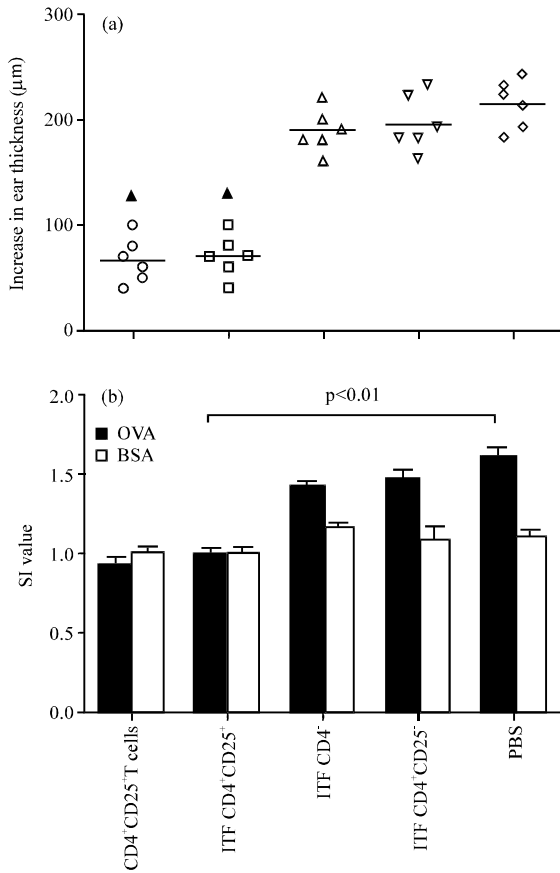 (a)
Increase in ear thickness (µm)
300
200
100
0
(b)
p<0.01
OVA
BSA
SI value
2.0
1.5
1.0
0.5
0.0
CD4⁺CD25⁺T cells
ITF CD4⁺CD25⁺
ITF CD4⁻
ITF CD4⁺CD25⁻
PBS